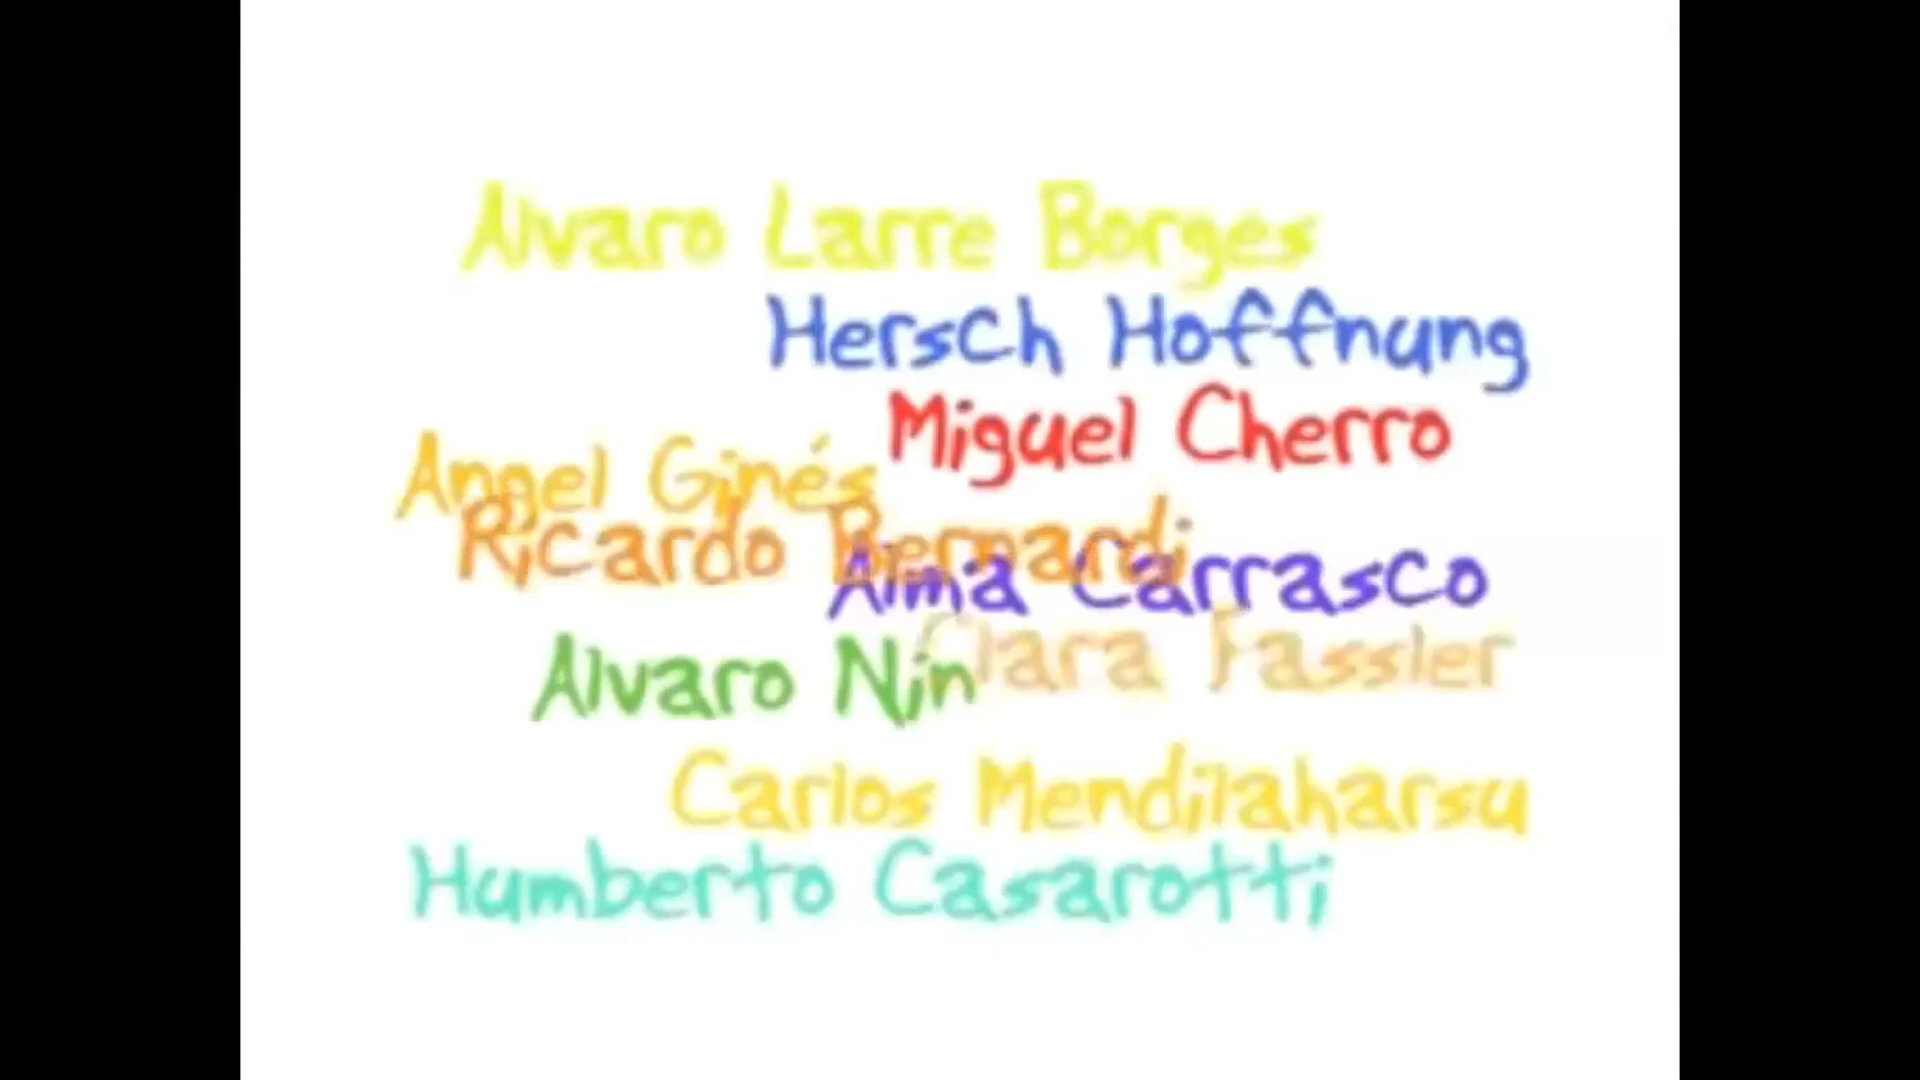 Alvaro Larre Borges
Hersch Hoffnung
Miguel Cherro
Angel Ginés
Ricardo Bernardi
Alma Carrasco
Clara Fassler
Alvaro Nin
Carlos Mendilaharsu
Humberto Casarotti